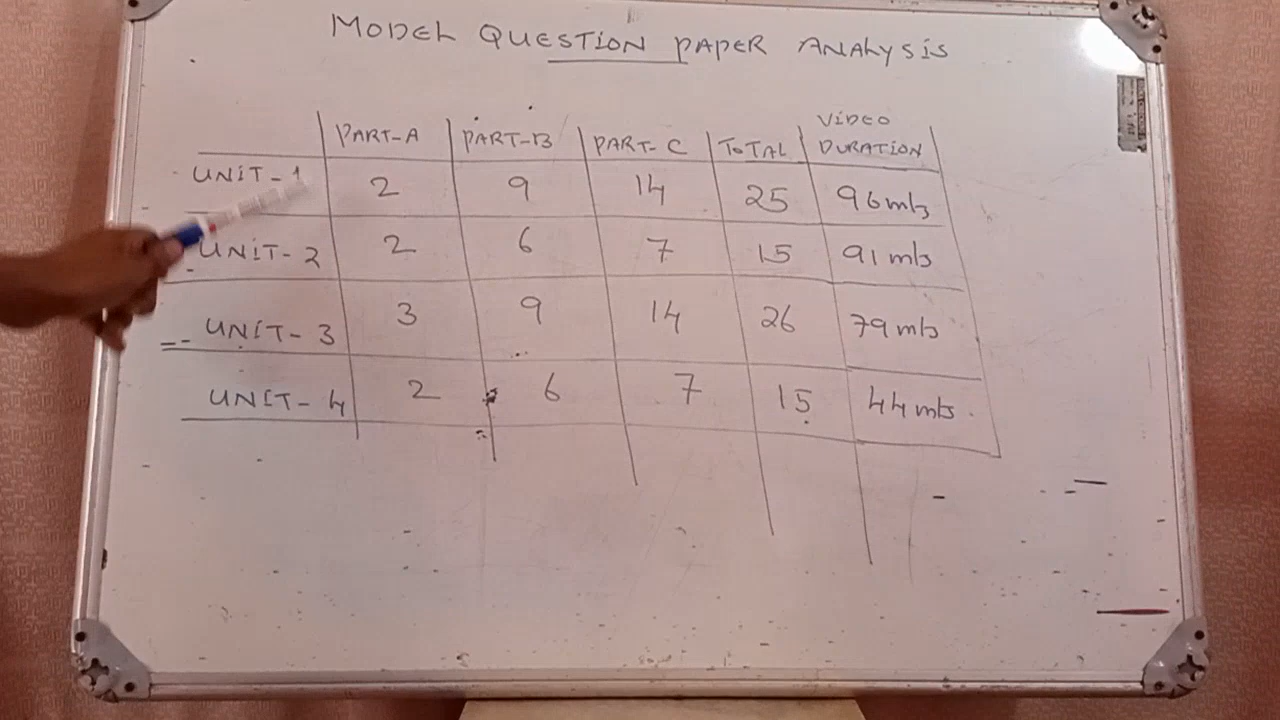 MODEL QUESTION PAPER ANALYSIS
PART-A PART-B PART-C TOTAL VIDEO DURATION
UNIT-1 2 9 14 25 96mts
UNIT-2 2 6 7 15 91mts
UNIT-3 3 9 14 26 79mts
UNIT-4 2 6 7 15 44mts